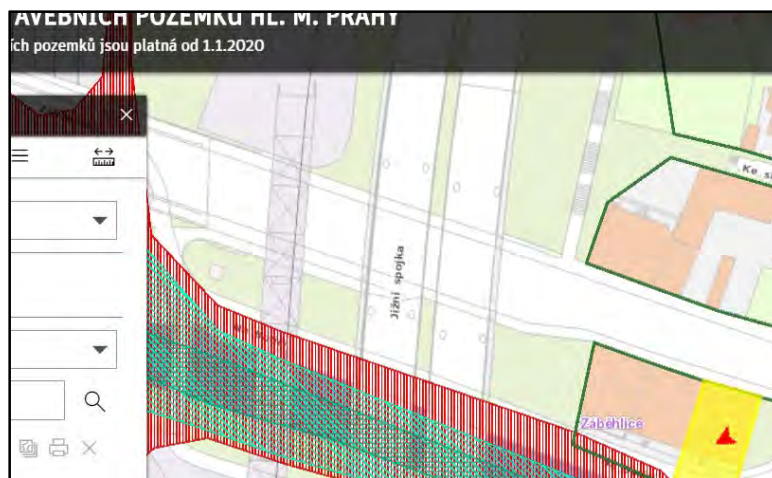 AVEBNÍCH POZEMKŮ HL. M. PRAHY
ích pozemků jsou platná od 1.1.2020
Ke
Jižní spojka
Záběhlice